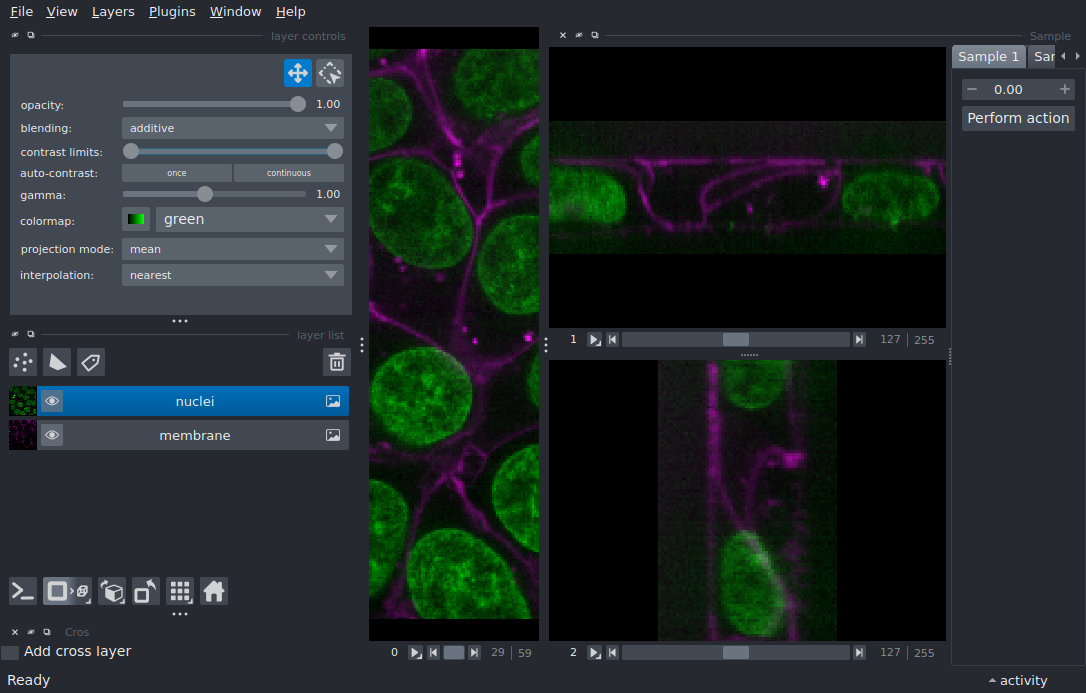 File View Layers Plugins Window Help
layer controls
opacity: 1.00
blending: additive
contrast limits:
auto-contrast: once continuous
gamma: 1.00
colormap: green
projection mode: mean
interpolation: nearest
layer list
nuclei
membrane
Cros
Add cross layer
Ready
0 29 | 59
1 127 | 255
2 127 | 255
Sample
Sample 1 Sar
0.00
Perform action
activity